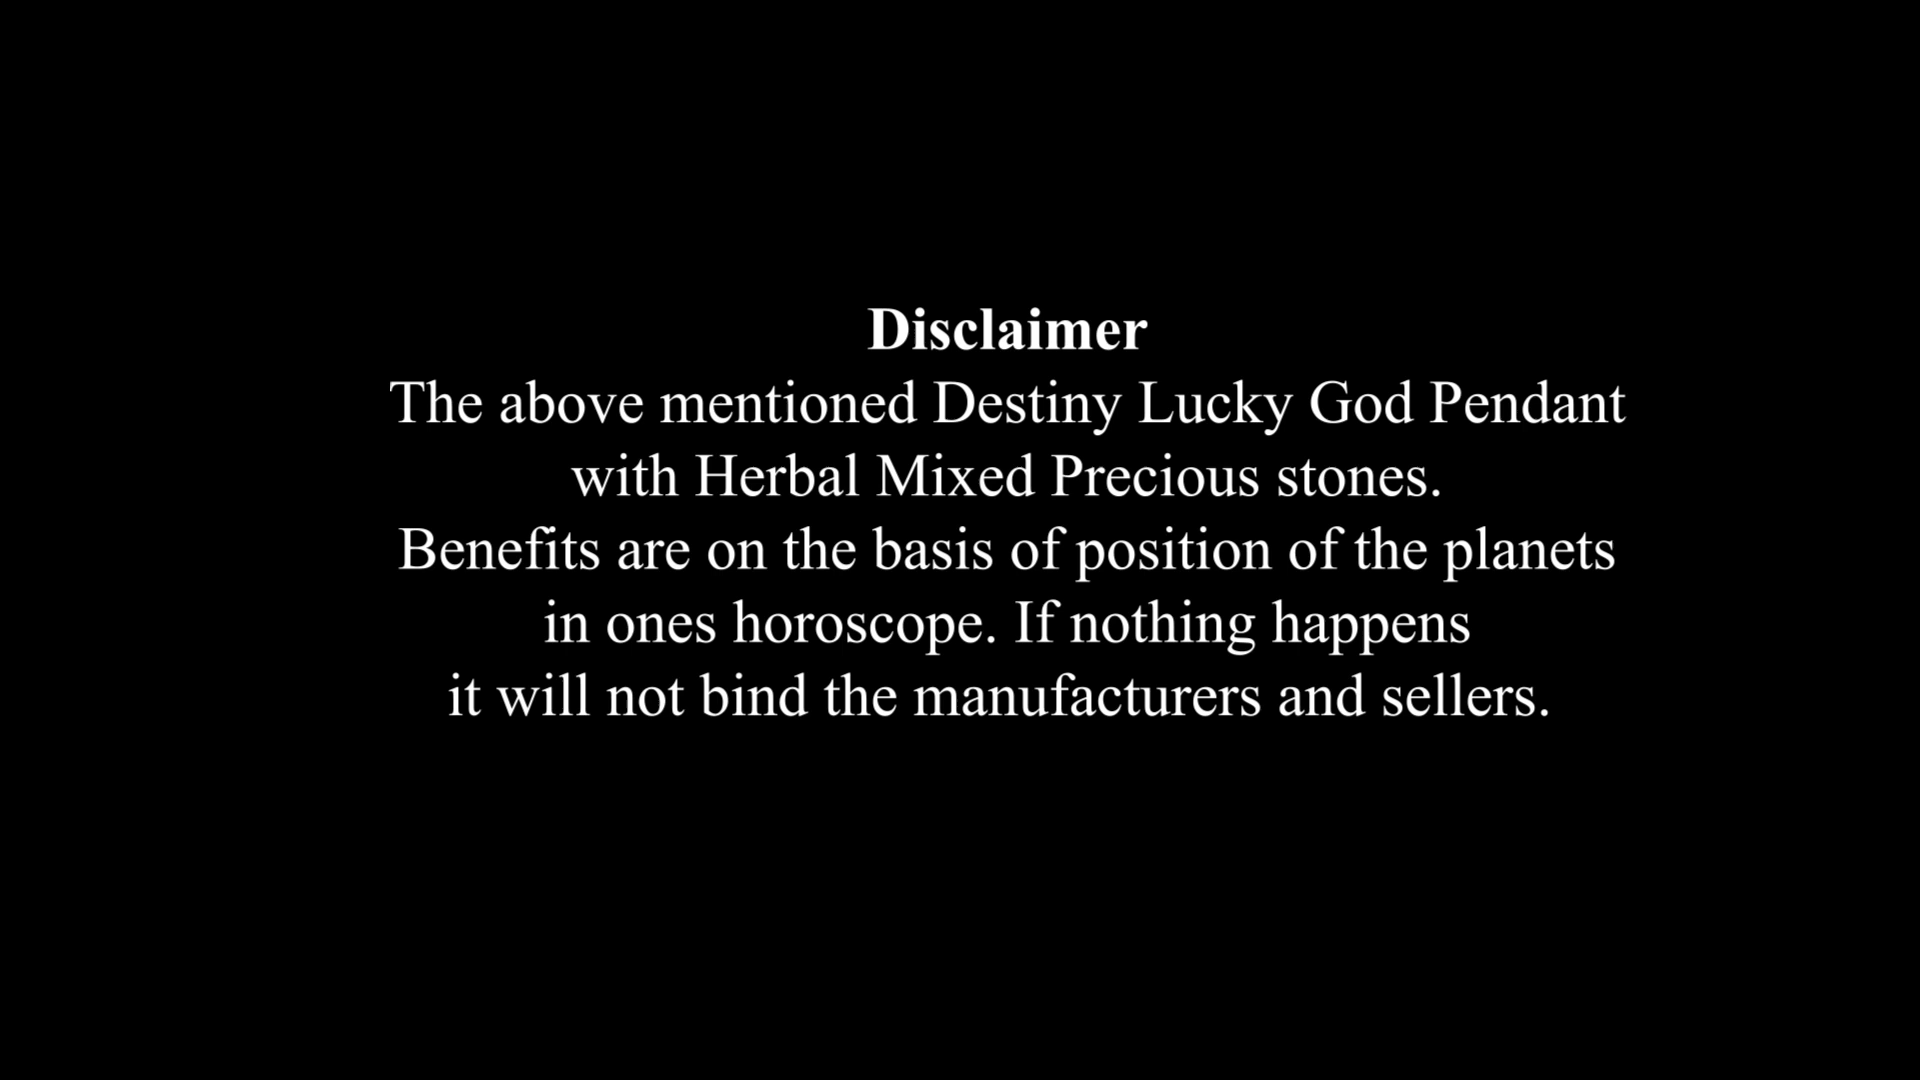 Disclaimer
The above mentioned Destiny Lucky God Pendant
with Herbal Mixed Precious stones.
Benefits are on the basis of position of the planets
in ones horoscope. If nothing happens
it will not bind the manufacturers and sellers.